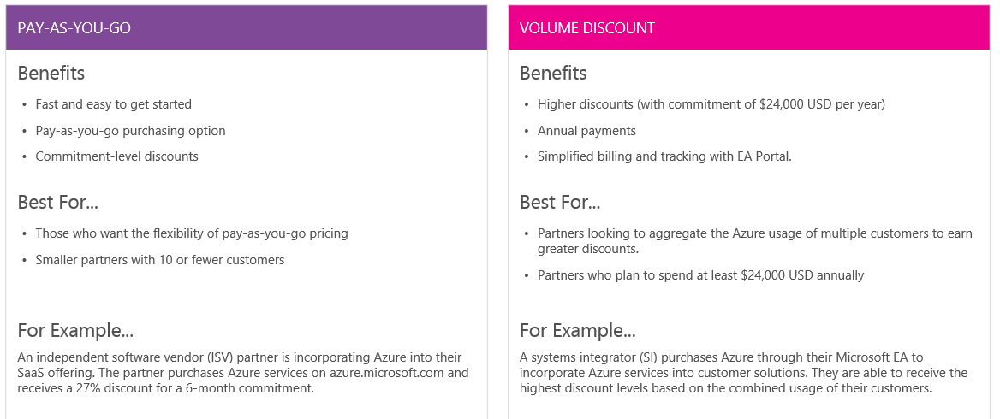 PAY-AS-YOU-GO
Benefits
• Fast and easy to get started
• Pay-as-you-go purchasing option
• Commitment-level discounts
Best For...
• Those who want the flexibility of pay-as-you-go pricing
• Smaller partners with 10 or fewer customers
For Example...
An independent software vendor (ISV) partner is incorporating Azure into their
SaaS offering. The partner purchases Azure services on azure.microsoft.com and
receives a 27% discount for a 6-month commitment.
VOLUME DISCOUNT
Benefits
• Higher discounts (with commitment of $24,000 USD per year)
• Annual payments
• Simplified billing and tracking with EA Portal.
Best For...
• Partners looking to aggregate the Azure usage of multiple customers to earn
greater discounts.
• Partners who plan to spend at least $24,000 USD annually
For Example...
A systems integrator (SI) purchases Azure through their Microsoft EA to
incorporate Azure services into customer solutions. They are able to receive the
highest discount levels based on the combined usage of their customers.